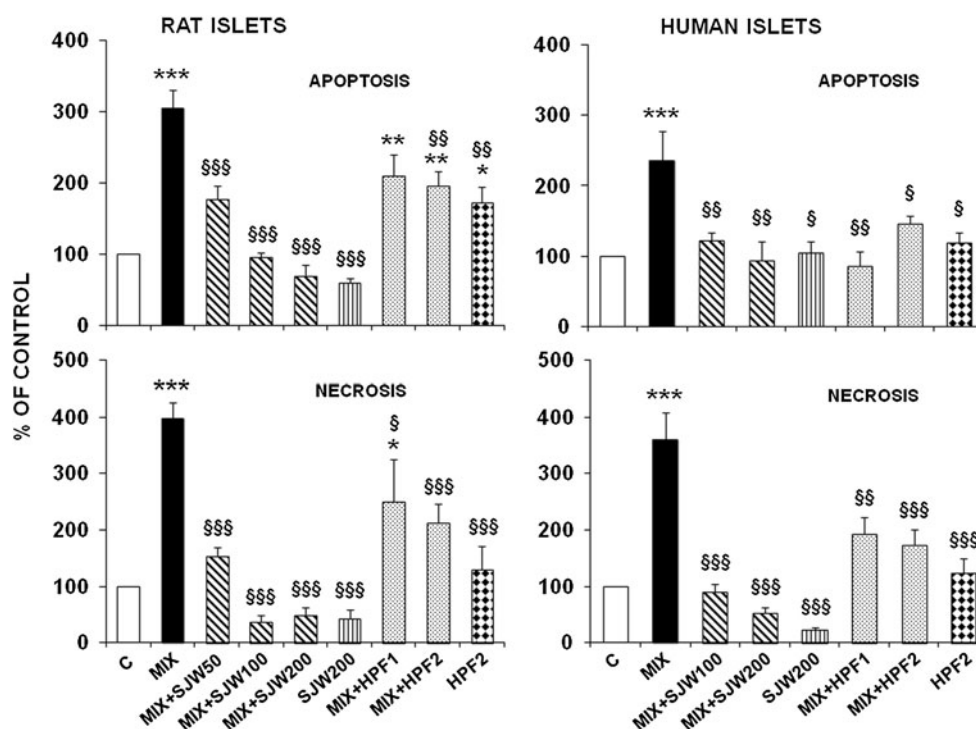 RAT ISLETS
HUMAN ISLETS
% OF CONTROL
400
300
200
100
0
APOPTOSIS
***
§§§
§§§
§§§
§§§
**
§§
**
§§
*
400
300
200
100
0
APOPTOSIS
***
§§
§§
§
§§
§
§
500
400
300
200
100
0
NECROSIS
***
§§§
§§§
§§§
§§§
§
*
§§§
§§§
C
MIX
MIX+SJW50
MIX+SJW100
MIX+SJW200
SJW200
MIX+HPF1
MIX+HPF2
HPF2
500
400
300
200
100
0
NECROSIS
***
§§§
§§§
§§§
§§
§§§
§§§
C
MIX
MIX+SJW100
MIX+SJW200
SJW200
MIX+HPF1
MIX+HPF2
HPF2